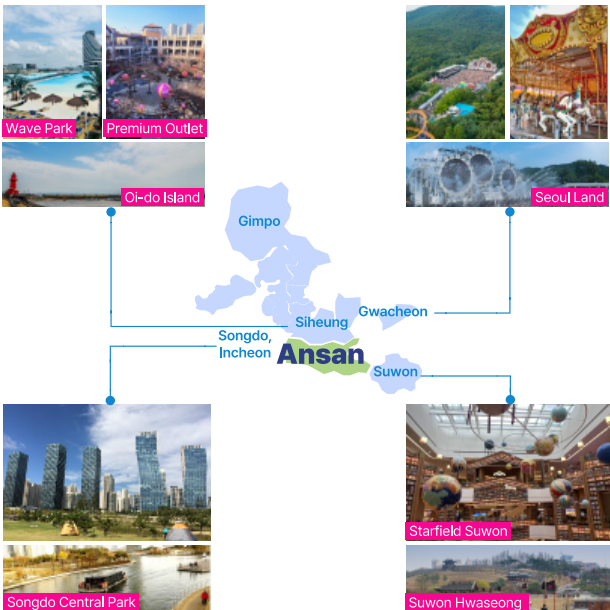 Wave Park
Premium Outlet
Oi-do Island
Seoul Land
Gimpo
Gwacheon
Siheung
Songdo,
Incheon
Ansan
Suwon
Starfield Suwon
Songdo Central Park
Suwon Hwaseong